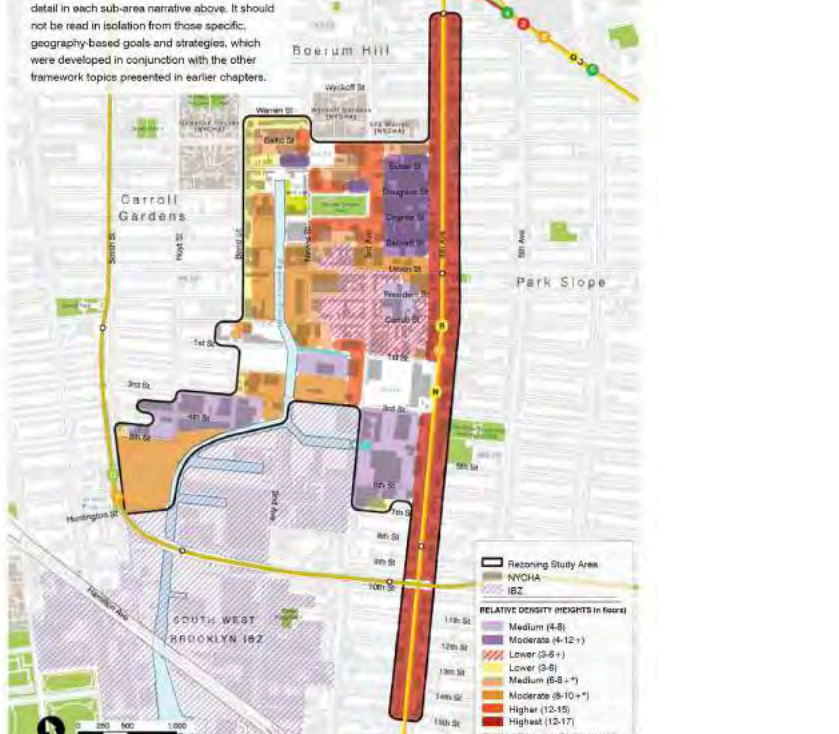 detail in each sub-area narrative above. It should
not be read in isolation from those specific,
geography-based goals and strategies, which
were developed in conjunction with the other
framework topics presented in earlier chapters.
Boerum Hill
Wyckoff St
Warren St
Baltic St
Butler St
Douglass St
Degraw St
Sackett St
Carroll
Gardens
Smith St
Hoyt St
Bond St
Nevins St
3rd Ave
4th Ave
5th Ave
Union St
President St
Carroll St
Park Slope
R
N
1st St
1st St
3rd St
3rd St
4th St
5th St
5th St
6th St
7th St
2nd Ave
Huntington St
8th St
9th St
10th St
Hamilton Ave
SOUTH WEST
BROOKLYN IBZ
11th St
12th St
13th St
14th St
15th St
0 250 500 1,000
Rezoning Study Area
NYCHA
IBZ
RELATIVE DENSITY (HEIGHTS in floors)
Medium (4-8)
Moderate (4-12+)
Lower (3-6+)
Lower (3-6)
Medium (6-8+*)
Moderate (8-10+*)
Higher (12-15)
Highest (12-17)